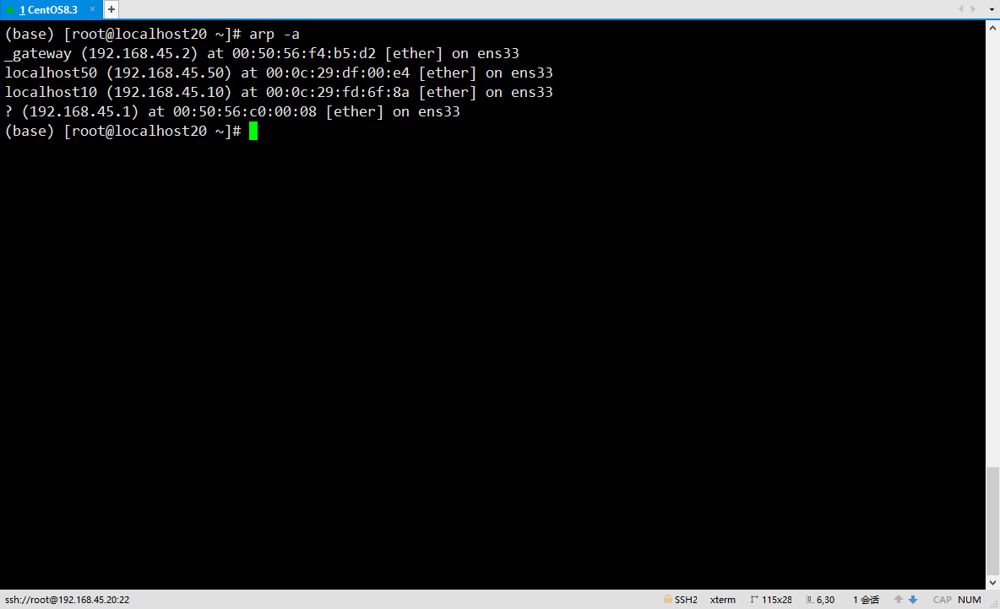 1 CentOS8.3 × +
(base) [root@localhost20 ~]# arp -a
_gateway (192.168.45.2) at 00:50:56:f4:b5:d2 [ether] on ens33
localhost50 (192.168.45.50) at 00:0c:29:df:00:e4 [ether] on ens33
localhost10 (192.168.45.10) at 00:0c:29:fd:6f:8a [ether] on ens33
? (192.168.45.1) at 00:50:56:c0:00:08 [ether] on ens33
(base) [root@localhost20 ~]#
ssh://root@192.168.45.20:22 SSH2 xterm 115x28 6,30 1 会话 CAP NUM